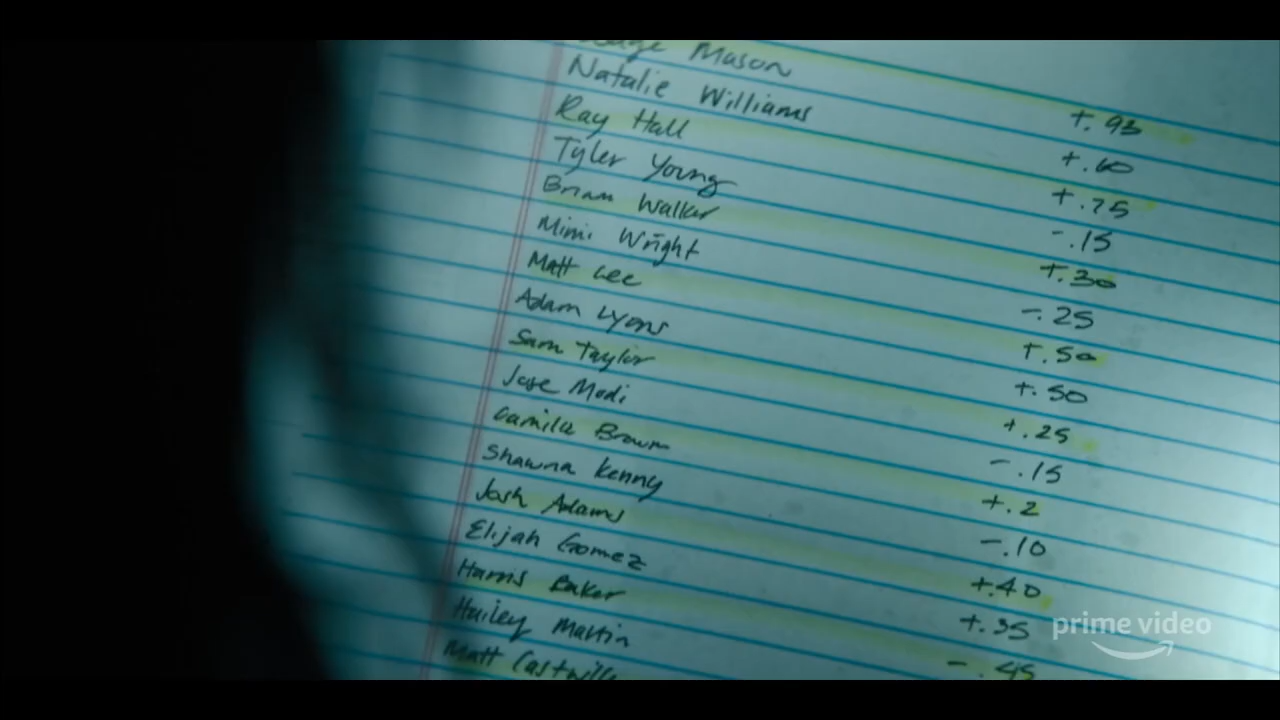 Mason +.93
Natalie Williams +.60
Ray Hall +.75
Tyler Young -.15
Brian Walker +.30
Mimi Wright -.25
Matt Lee +.50
Adam Lyons +.50
Sam Taylor +.25
Jose Modi -.15
Camila Brown +.2
Shawna Kenny -.10
Josh Adams +.40
Elijah Gomez +.35
Harris Baker -.45
Hailey Martin
Matt
prime video